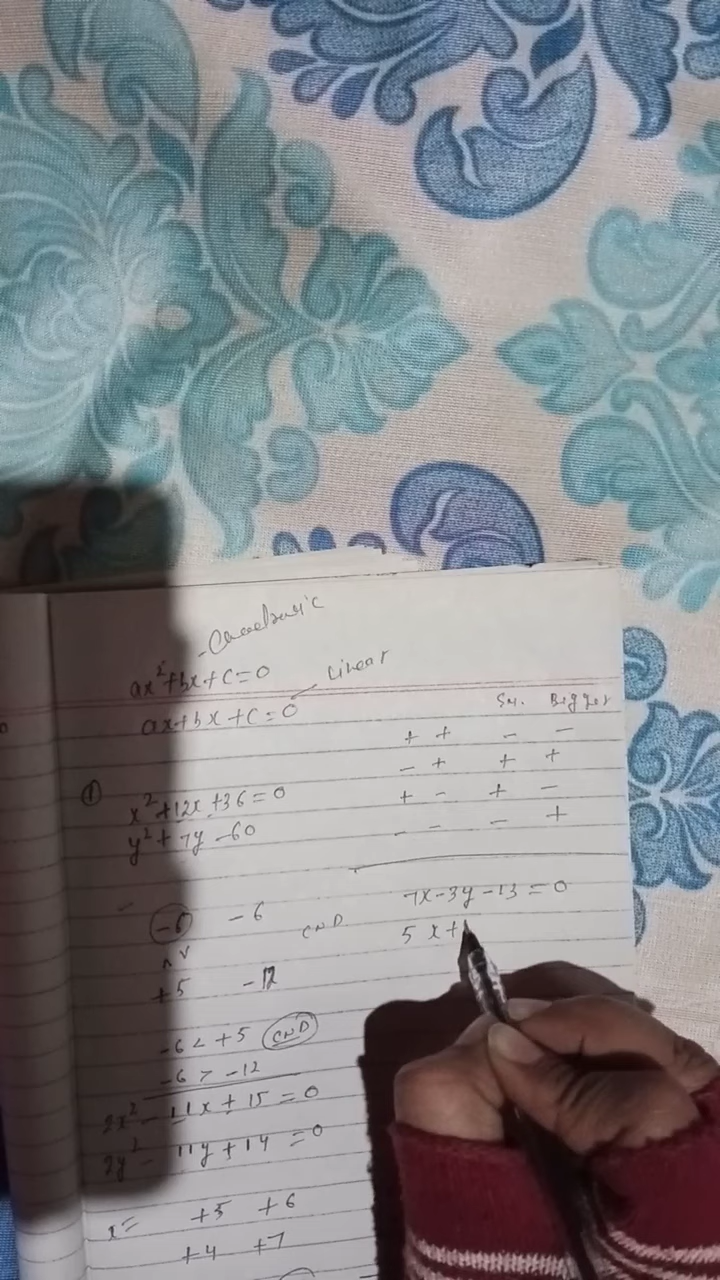 ax²+bx+c=0
Linear
ax+bx+c=0
Sm. Bigger
+ + - -
- + + +
① x²+12x+36=0
+ - + -
y²+7y-60
- - - +
7x-3y-13=0
-6 -6
CND
5x+
+5 -12
-6<+5 CND
-6>-12
2x²-11x+15=0
2y²-11y+14=0
x= +5 +6
+4 +7